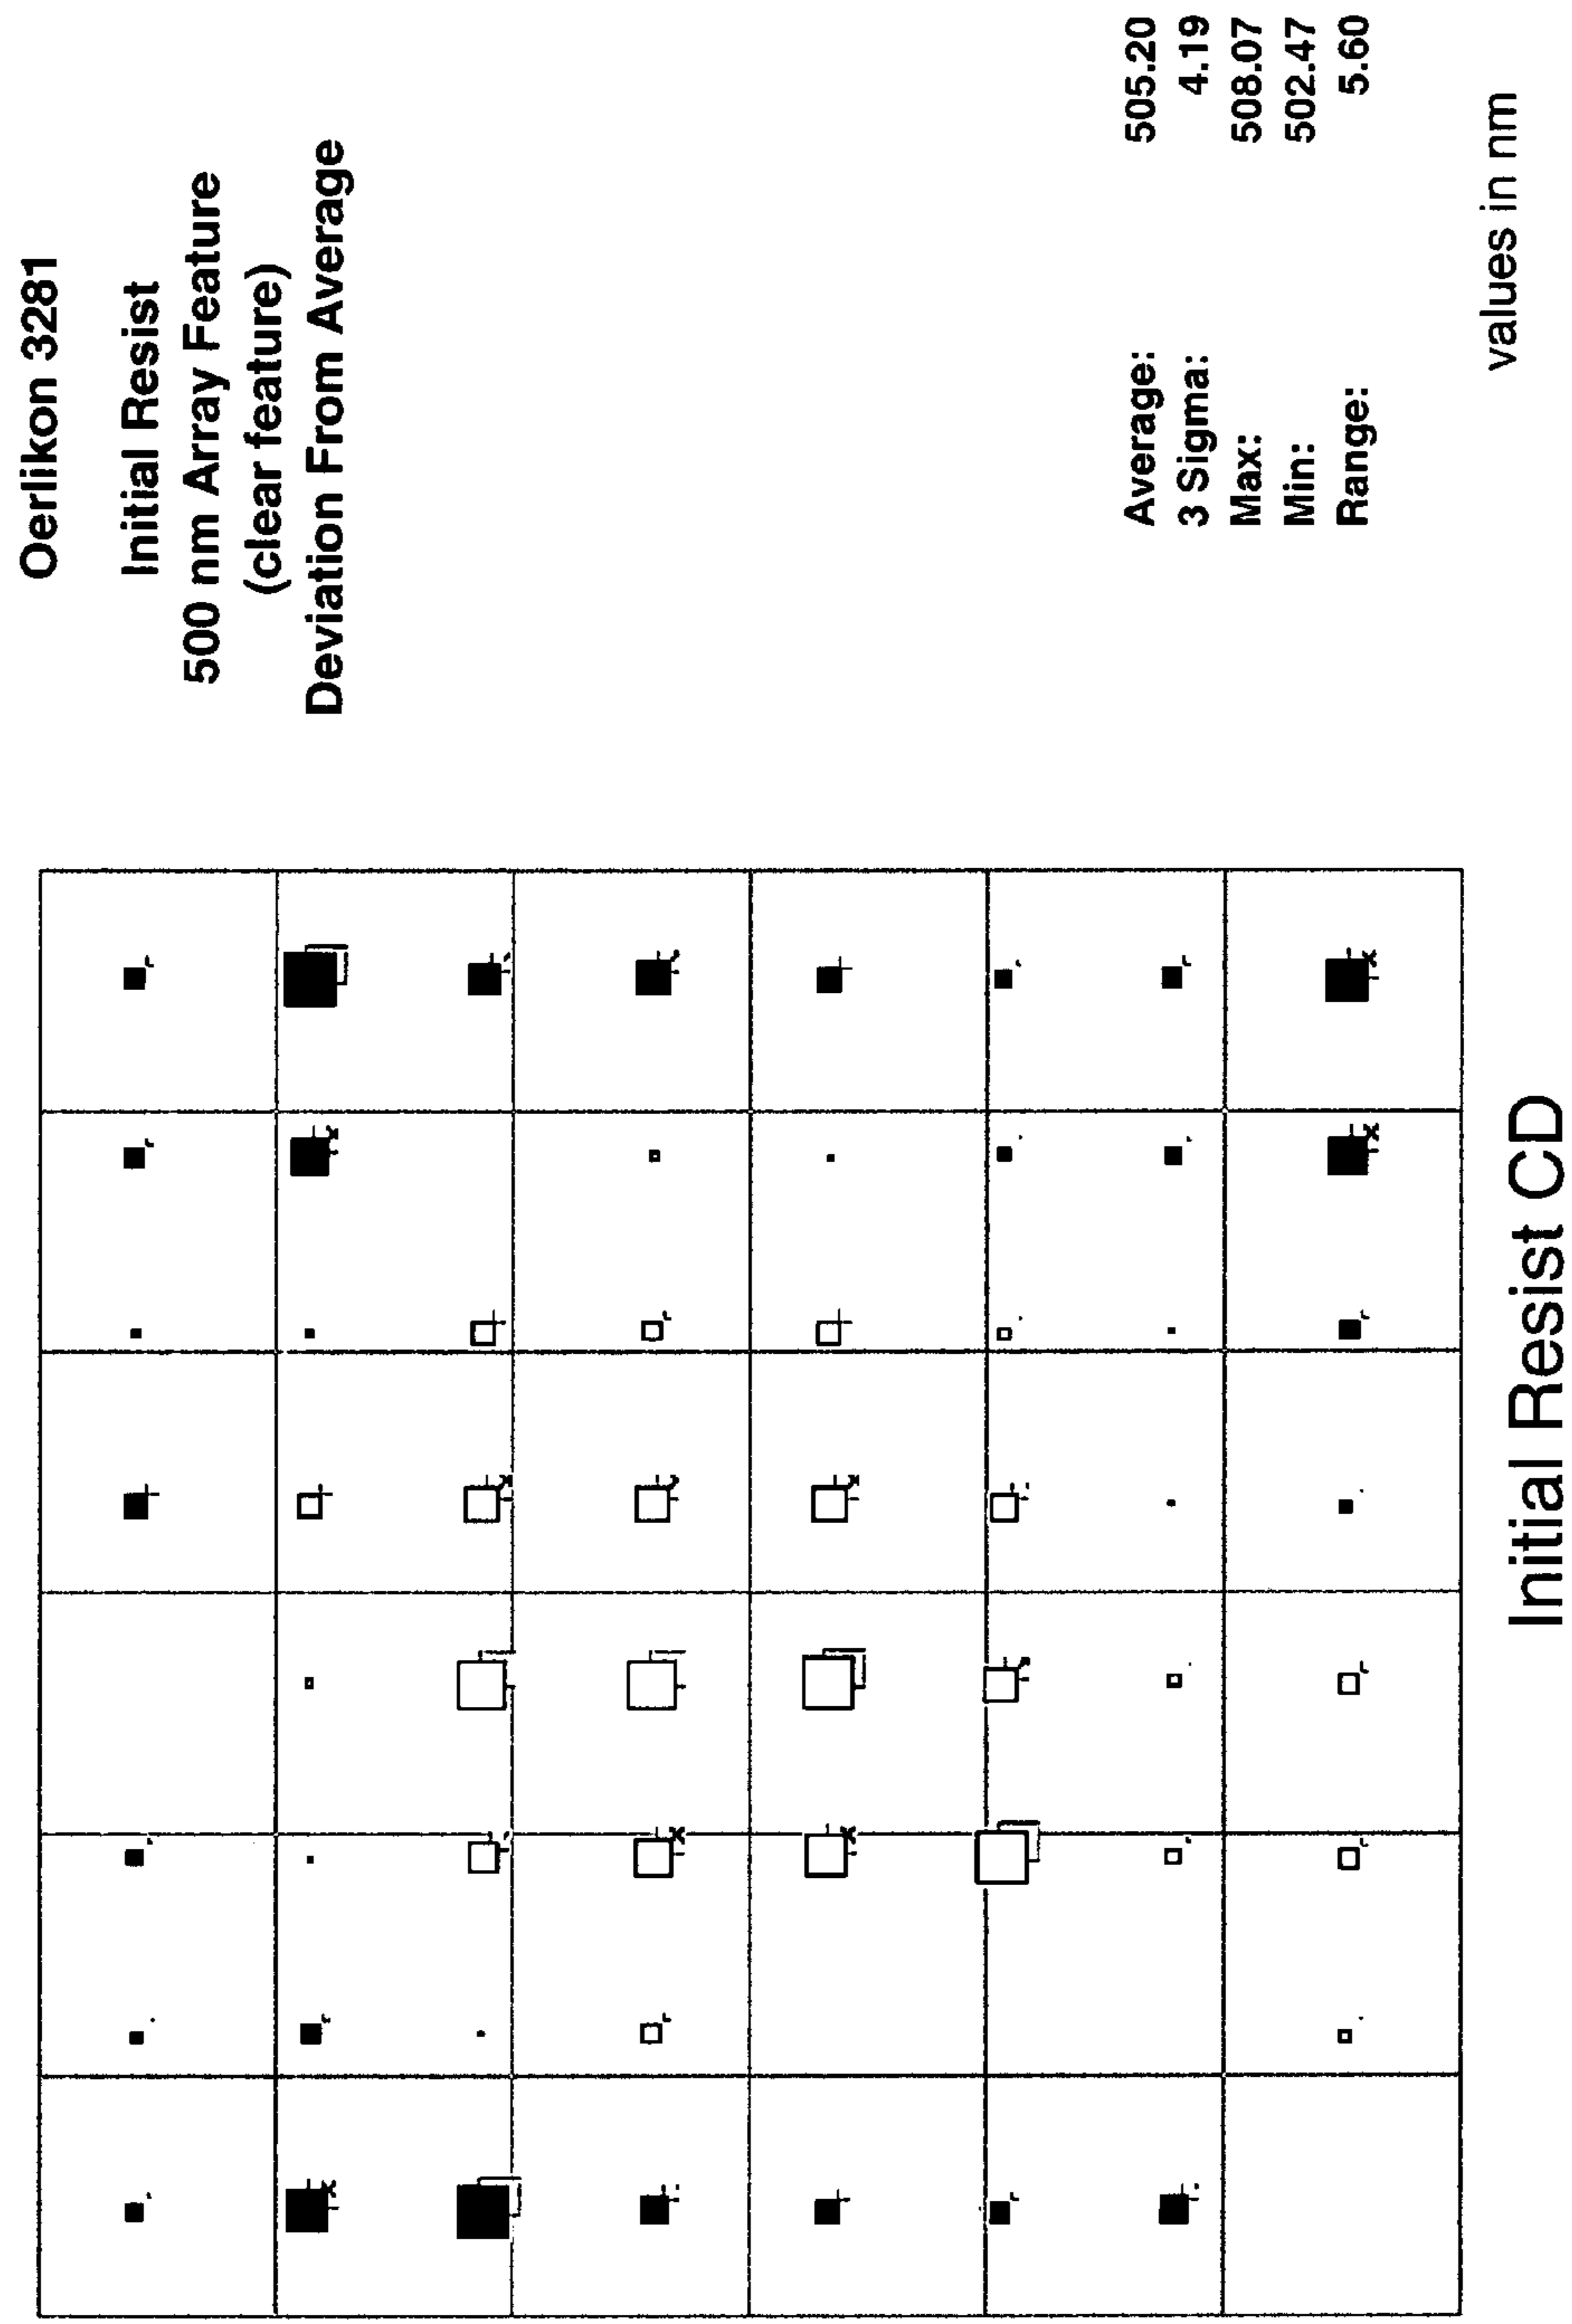 Oerlikon 3281
Initial Resist
500 nm Array Feature
(clear feature)
Deviation From Average
Average: 505.20
3 Sigma: 4.19
Max: 508.07
Min: 502.47
Range: 5.60
values in nm
Initial Resist CD